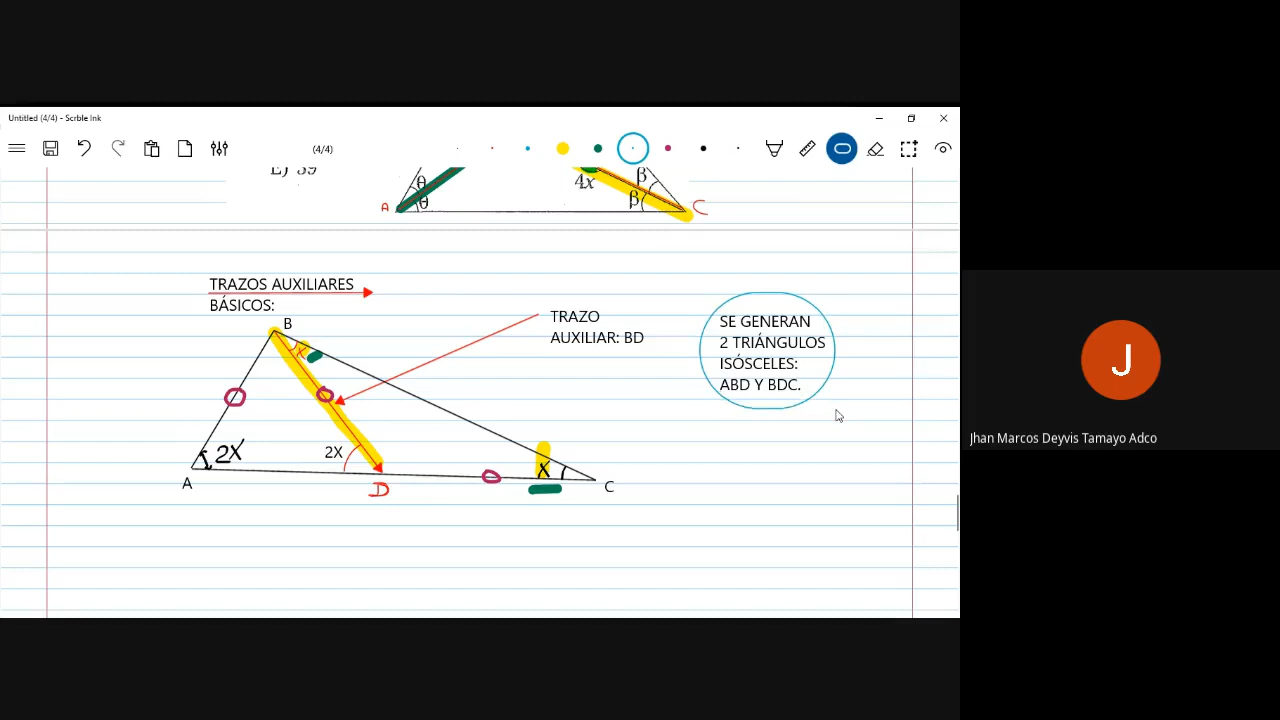 Untitled (4/4) - Scrble Ink
(4/4)
E) 39
θ
θ
4x
β
β
A
C
TRAZOS AUXILIARES
BÁSICOS:
B
TRAZO
AUXILIAR: BD
SE GENERAN
2 TRIÁNGULOS
ISÓSCELES:
ABD Y BDC.
x
2X
2X
x
A
D
C
J
Jhan Marcos Deyvis Tamayo Adco